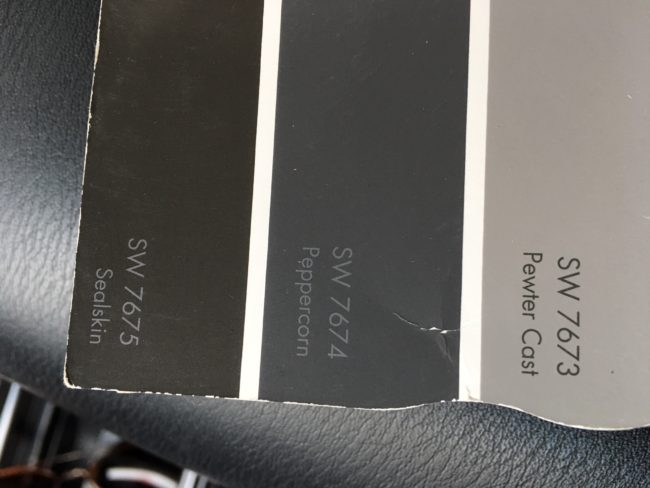 SW 7675
Sealskin
SW 7674
Peppercorn
SW 7673
Pewter Cast